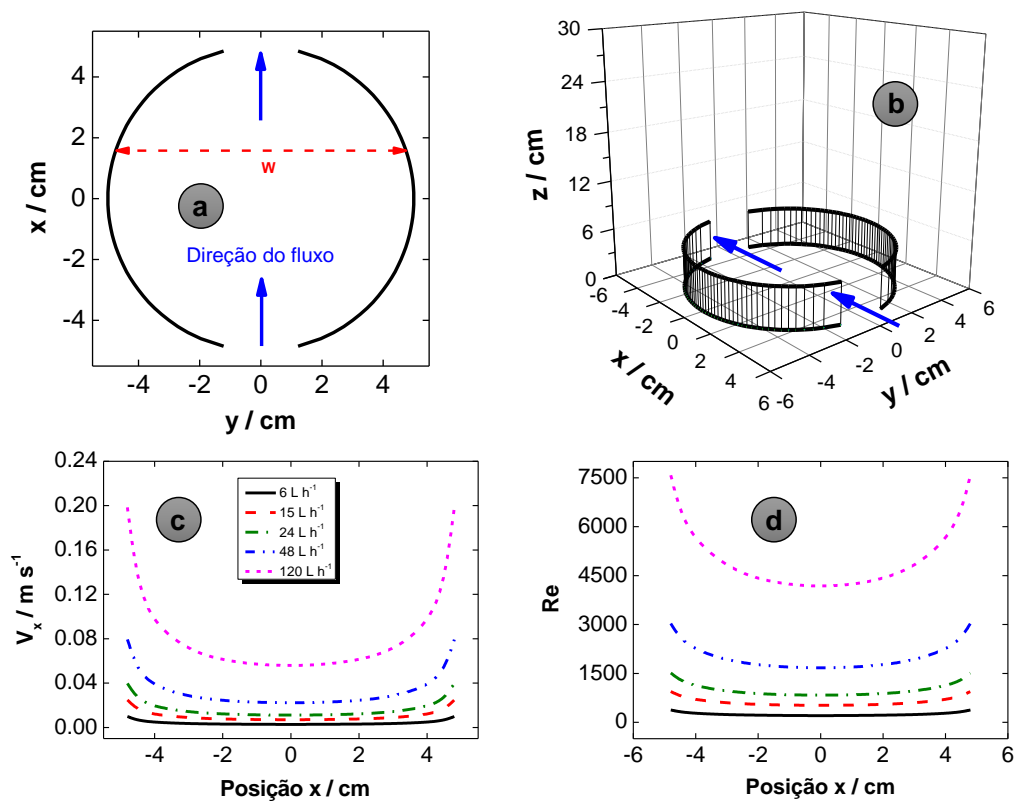 4
2
0
-2
-4
x / cm
w
a
Direção do fluxo
-4 -2 0 2 4
y / cm
30
24
18
12
6
0
z / cm
b
-6
-4
-2
0
2
4
6
x / cm
-6
-4
-2
0
2
4
6
y / cm
0.24
0.20
0.16
0.12
0.08
0.04
0.00
Vx / m s-1
c
6 L h-1
15 L h-1
24 L h-1
48 L h-1
120 L h-1
-4 -2 0 2 4
Posição x / cm
7500
6000
4500
3000
1500
0
Re
d
-6 -4 -2 0 2 4 6
Posição x / cm